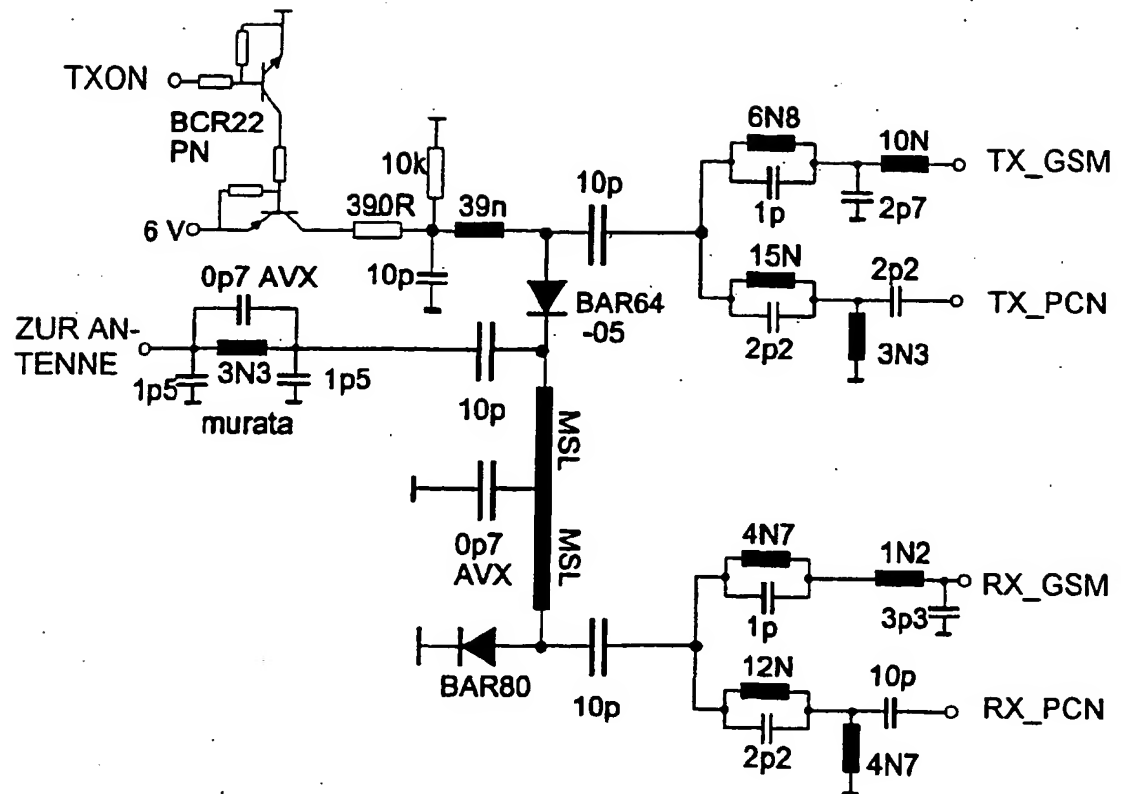 TXON
BCR22
PN
6 V
390R
10k
10p
39n
10p
6N8
1p
10N
2p7
TX_GSM
15N
2p2
2p2
3N3
TX_PCN
BAR64
-05
0p7 AVX
ZUR AN-
TENNE
1p5
3N3
1p5
murata
10p
MSL
MSL
0p7
AVX
BAR80
10p
4N7
1p
1N2
3p3
RX_GSM
12N
2p2
10p
4N7
RX_PCN